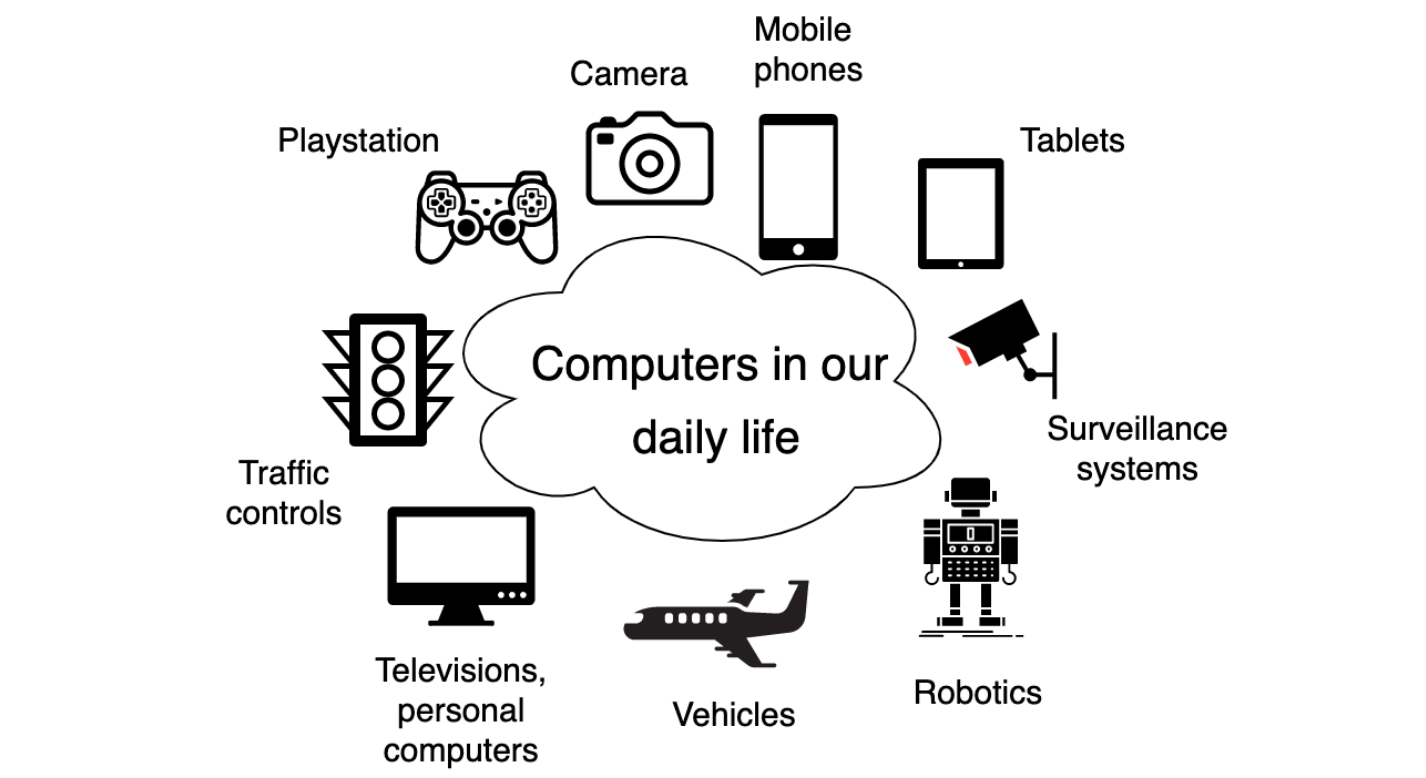 Mobile
phones
Camera
Playstation
Tablets
Computers in our
daily life
Surveillance
systems
Traffic
controls
Televisions,
personal
computers
Vehicles
Robotics